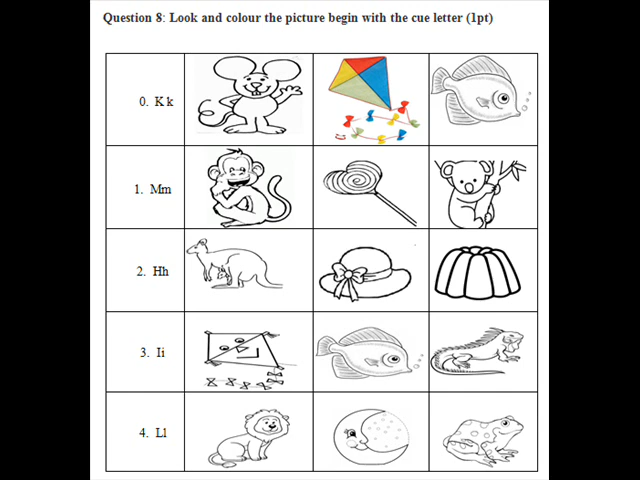 Question 8: Look and colour the picture begin with the cue letter (1pt)
0. K k
1. Mm
2. Hh
3. Ii
4. Ll